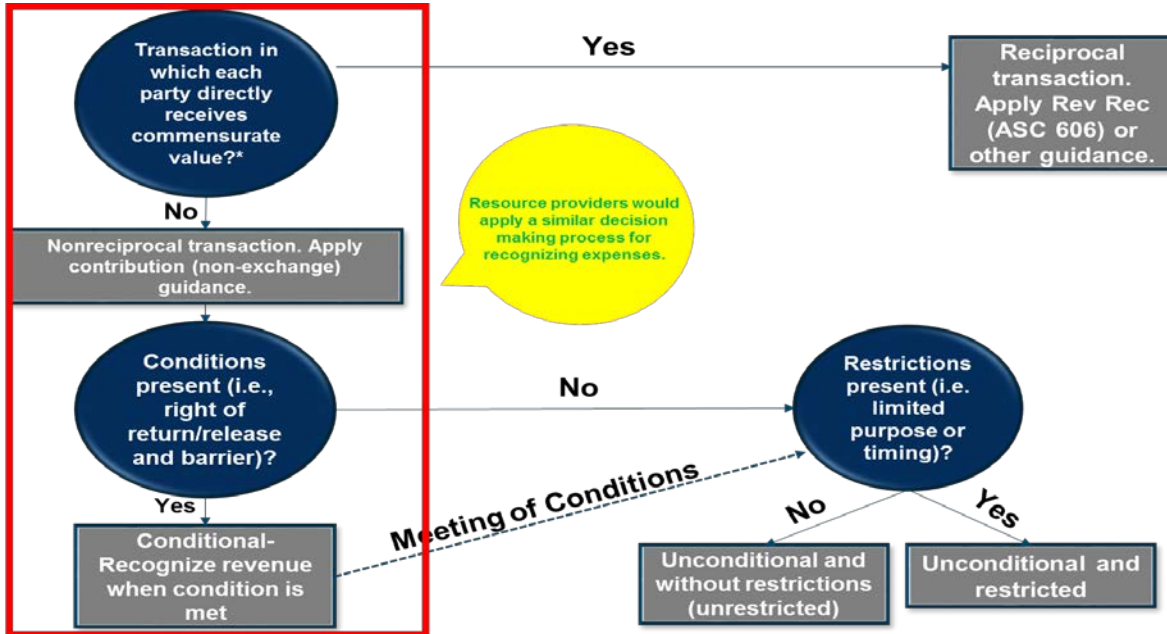 Transaction in
which each
party directly
receives
commensurate
value?*
Yes
Reciprocal
transaction.
Apply Rev Rec
(ASC 606) or
other guidance.
No
Nonreciprocal transaction. Apply
contribution (non-exchange)
guidance.
Resource providers would
apply a similar decision
making process for
recognizing expenses.
Conditions
present (i.e.,
right of
return/release
and barrier)?
No
Restrictions
present (i.e.
limited
purpose or
timing)?
Yes
Conditional-
Recognize revenue
when condition is
met
Meeting of Conditions
No
Yes
Unconditional and
without restrictions
(unrestricted)
Unconditional and
restricted